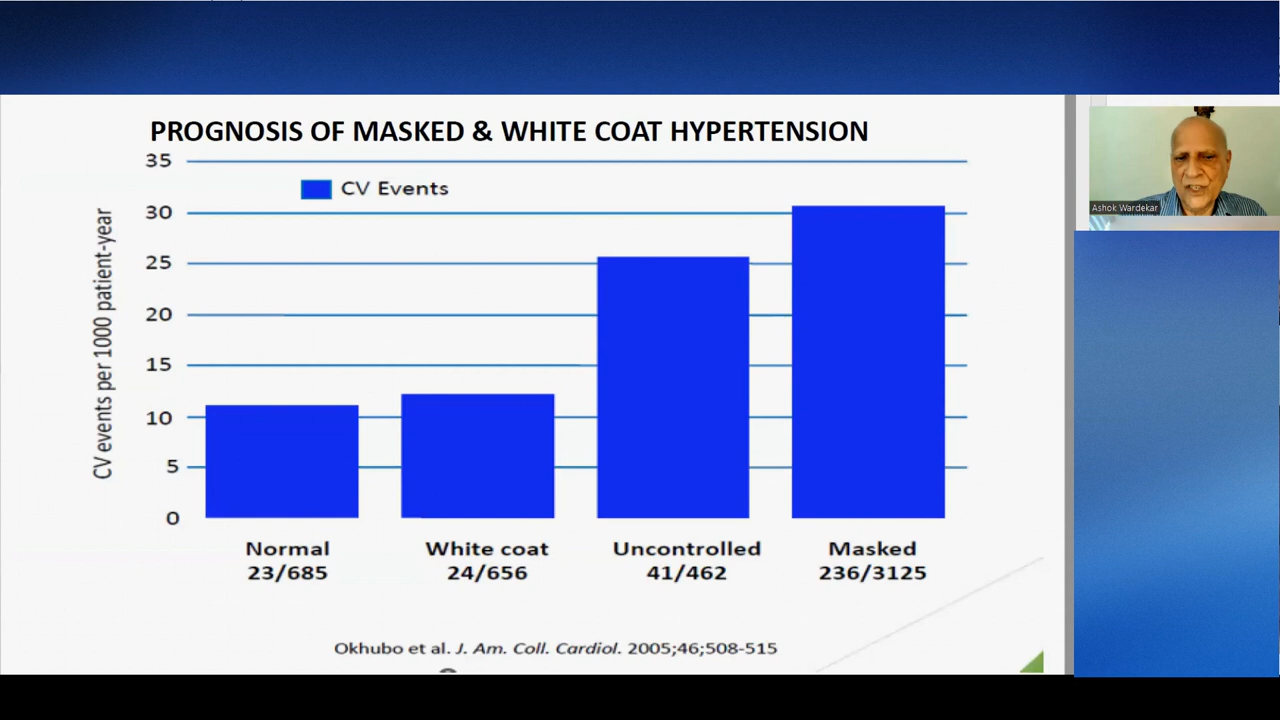 PROGNOSIS OF MASKED & WHITE COAT HYPERTENSION
35
CV Events
30
25
20
15
10
5
0
CV events per 1000 patient-year
Normal
23/685
White coat
24/656
Uncontrolled
41/462
Masked
236/3125
Okhubo et al. J. Am. Coll. Cardiol. 2005;46;508-515
Ashok Wardekar